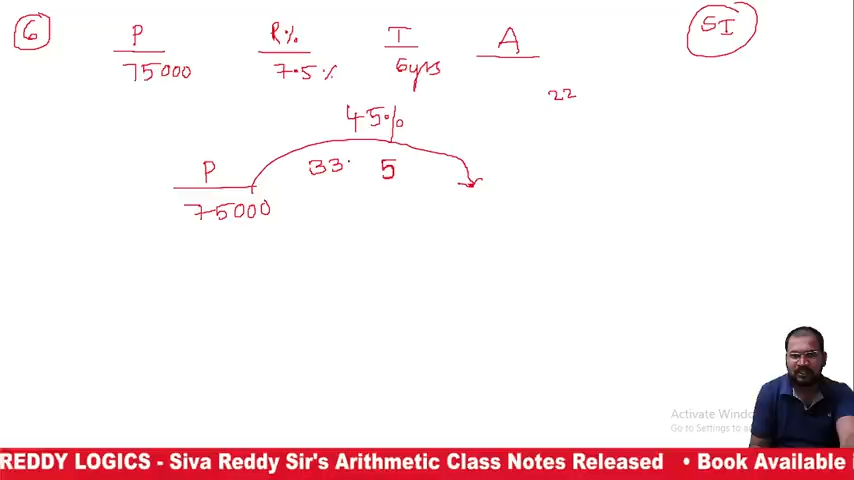 6 P R% T A SI
75000 7.5% 6yrs
22
45%
P 33. 5
75000
Activate Windo
Go to Settings to a
REDDY LOGICS - Siva Reddy Sir's Arithmetic Class Notes Released • Book Available